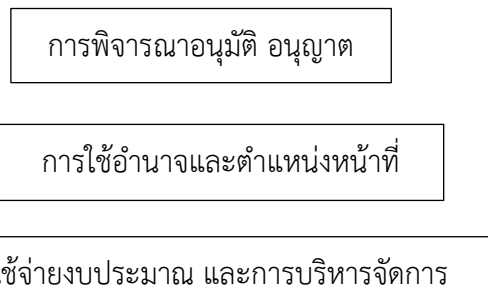 การพิจารณาอนุมัติ อนุญาต
การใช้อำนาจและตำแหน่งหน้าที่
ช้จ่ายงบประมาณ และการบริหารจัดการ